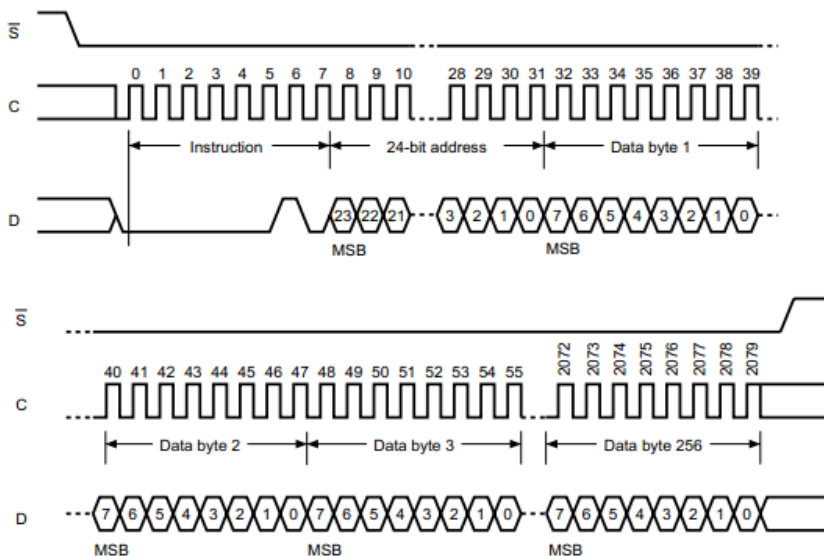 S
0 1 2 3 4 5 6 7 8 9 10 28 29 30 31 32 33 34 35 36 37 38 39
C
Instruction 24-bit address Data byte 1
D 23 22 21 3 2 1 0 7 6 5 4 3 2 1 0
MSB MSB
S
40 41 42 43 44 45 46 47 48 49 50 51 52 53 54 55 2072 2073 2074 2075 2076 2077 2078 2079
C
Data byte 2 Data byte 3 Data byte 256
D 7 6 5 4 3 2 1 0 7 6 5 4 3 2 1 0 7 6 5 4 3 2 1 0
MSB MSB MSB